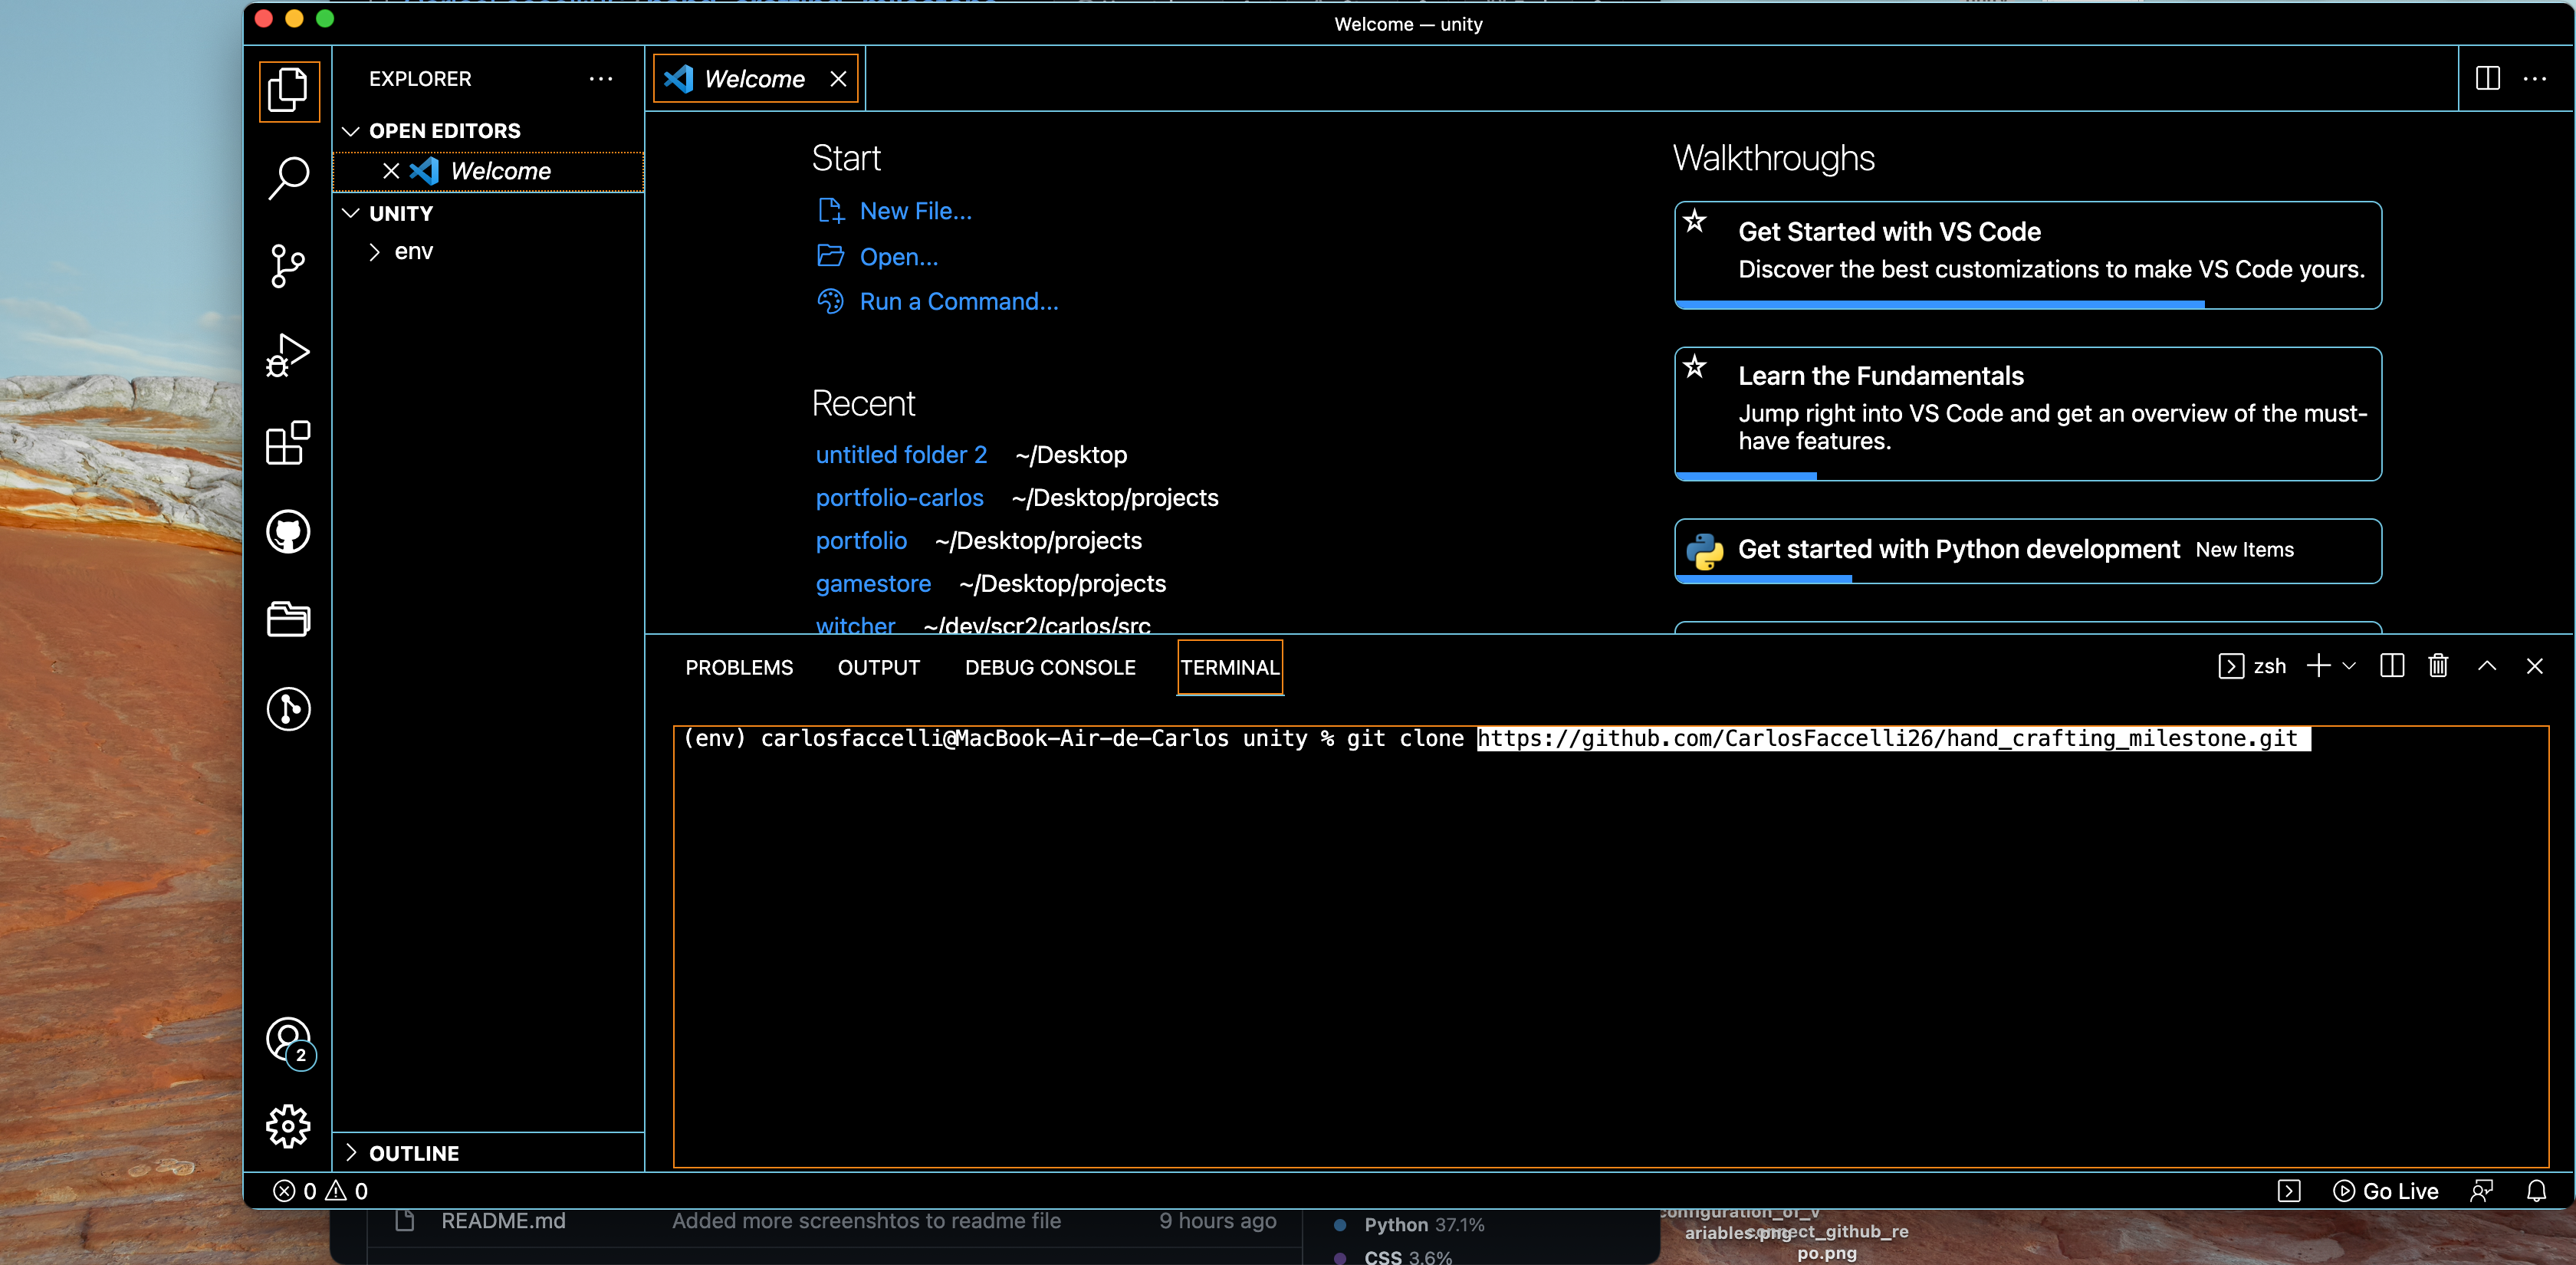 Welcome — unity
EXPLORER
OPEN EDITORS
Welcome
UNITY
env
OUTLINE
Welcome
Start
New File...
Open...
Run a Command...
Recent
untitled folder 2 ~/Desktop
portfolio-carlos ~/Desktop/projects
portfolio ~/Desktop/projects
gamestore ~/Desktop/projects
witcher ~/dev/scr2/carlos/src
Walkthroughs
Get Started with VS Code
Discover the best customizations to make VS Code yours.
Learn the Fundamentals
Jump right into VS Code and get an overview of the must-
have features.
Get started with Python development New Items
PROBLEMS OUTPUT DEBUG CONSOLE TERMINAL
zsh
(env) carlosfaccelli@MacBook-Air-de-Carlos unity % git clone https://github.com/CarlosFaccelli26/hand_crafting_milestone.git
2
0 0
Go Live
README.md Added more screenshtos to readme file 9 hours ago
Python 37.1%
CSS 3.6%
ariables.png
connect_github_re
po.png